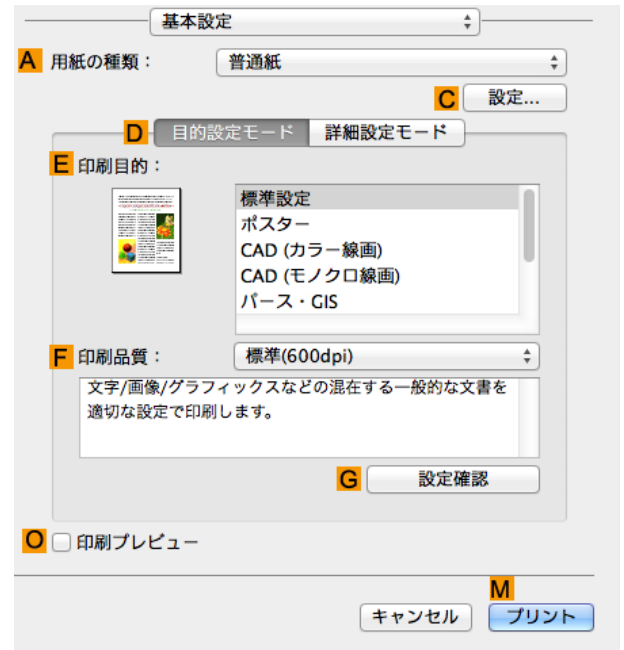 基本設定
A 用紙の種類： 普通紙
C 設定...
D 目的設定モード 詳細設定モード
E 印刷目的：
標準設定
ポスター
CAD (カラー線画)
CAD (モノクロ線画)
パース・GIS
F 印刷品質： 標準(600dpi)
文字/画像/グラフィックスなどの混在する一般的な文書を
適切な設定で印刷します。
G 設定確認
O 印刷プレビュー
M
キャンセル プリント